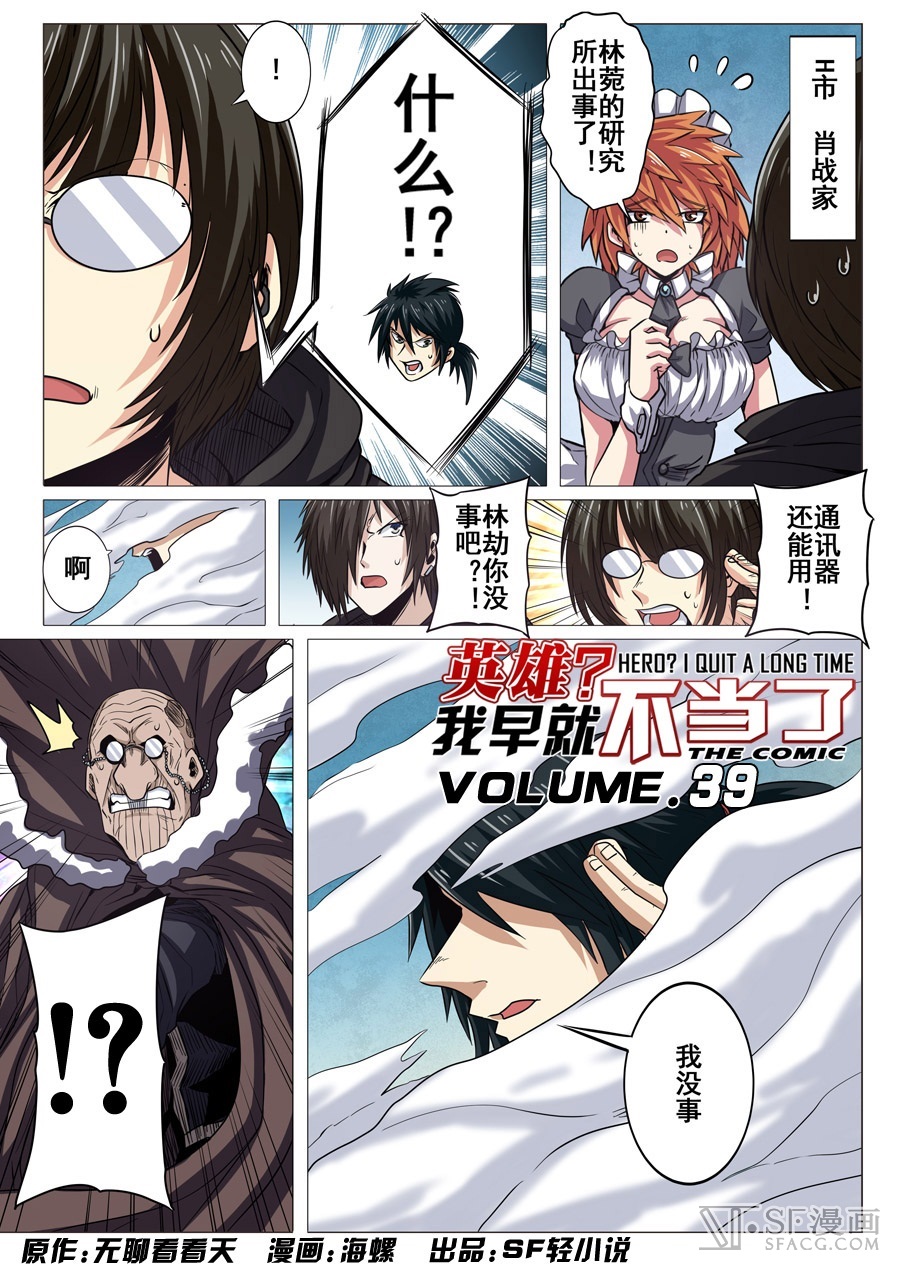 H市 肖战家
林菀的研究
所出事了!
什么!?
!
通讯器
还能用!
林劫你没
事吧?!
啊
英雄?
HERO? I QUIT A LONG TIME
我早就
不当了
THE COMIC
VOLUME.39
!?
我没事
原作:无聊看看天 漫画:海螺 出品:SF轻小说
SF漫画
SFACG.COM